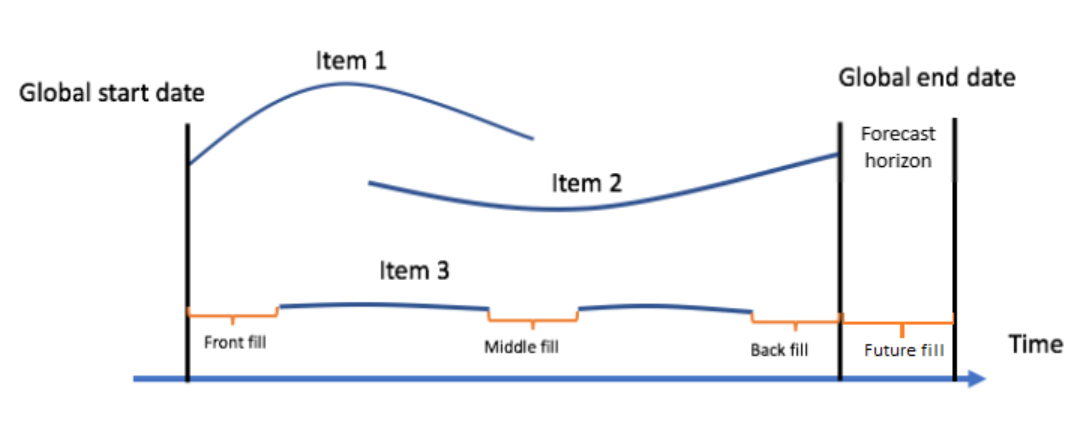 Item 1
Global start date
Global end date
Forecast
horizon
Item 2
Item 3
Front fill
Middle fill
Back fill
Future fill
Time